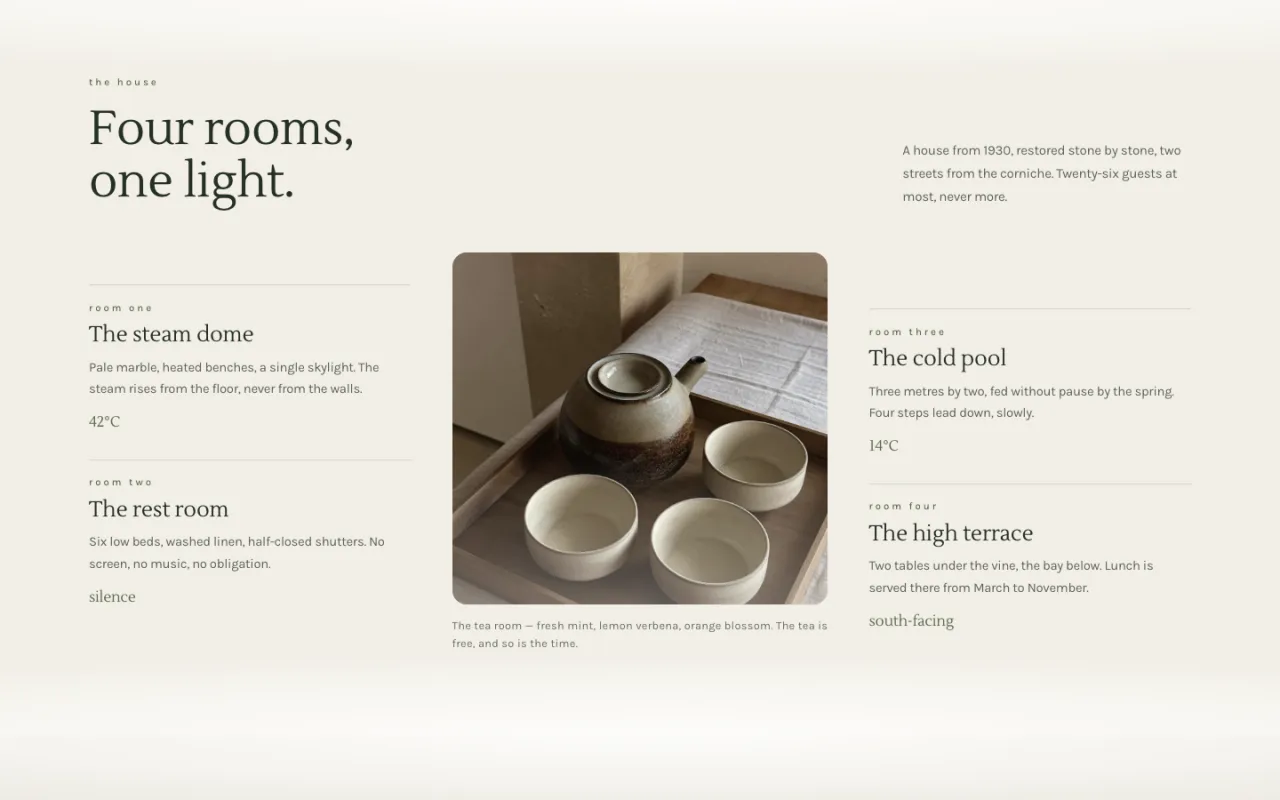 the house
Four rooms,
one light.
A house from 1930, restored stone by stone, two
streets from the corniche. Twenty-six guests at
most, never more.
room one
The steam dome
Pale marble, heated benches, a single skylight. The
steam rises from the floor, never from the walls.
42°C
room two
The rest room
Six low beds, washed linen, half-closed shutters. No
screen, no music, no obligation.
silence
The tea room — fresh mint, lemon verbena, orange blossom. The tea is
free, and so is the time.
room three
The cold pool
Three metres by two, fed without pause by the spring.
Four steps lead down, slowly.
14°C
room four
The high terrace
Two tables under the vine, the bay below. Lunch is
served there from March to November.
south-facing